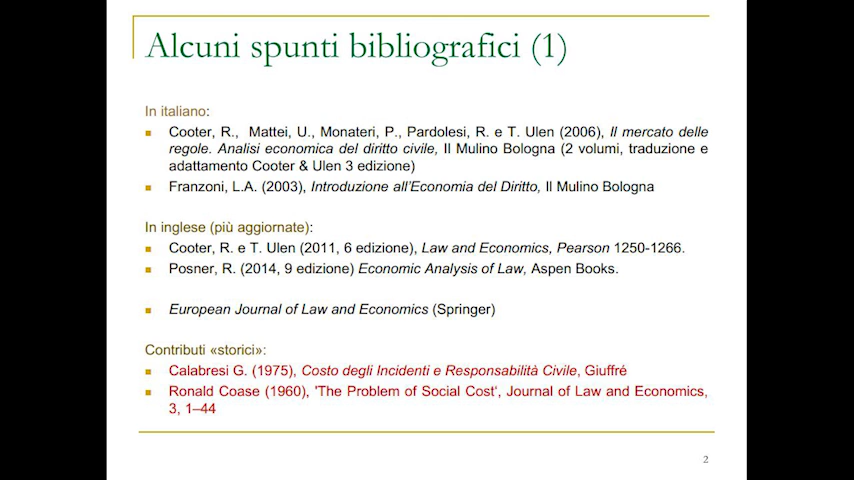 Alcuni spunti bibliografici (1)
In italiano:
Cooter, R., Mattei, U., Monateri, P., Pardolesi, R. e T. Ulen (2006), Il mercato delle
regole. Analisi economica del diritto civile, Il Mulino Bologna (2 volumi, traduzione e
adattamento Cooter & Ulen 3 edizione)
Franzoni, L.A. (2003), Introduzione all'Economia del Diritto, Il Mulino Bologna
In inglese (più aggiornate):
Cooter, R. e T. Ulen (2011, 6 edizione), Law and Economics, Pearson 1250-1266.
Posner, R. (2014, 9 edizione) Economic Analysis of Law, Aspen Books.
European Journal of Law and Economics (Springer)
Contributi «storici»:
Calabresi G. (1975), Costo degli Incidenti e Responsabilità Civile, Giuffré
Ronald Coase (1960), 'The Problem of Social Cost‘, Journal of Law and Economics,
3, 1–44
2